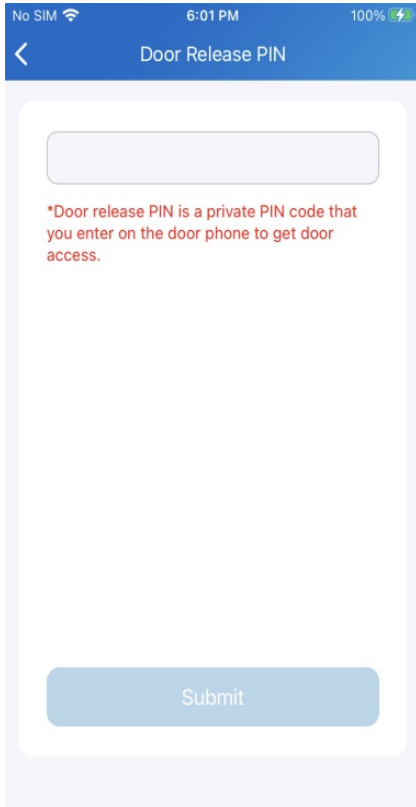 No SIM 6:01 PM 100%
Door Release PIN
*Door release PIN is a private PIN code that
you enter on the door phone to get door
access.
Submit